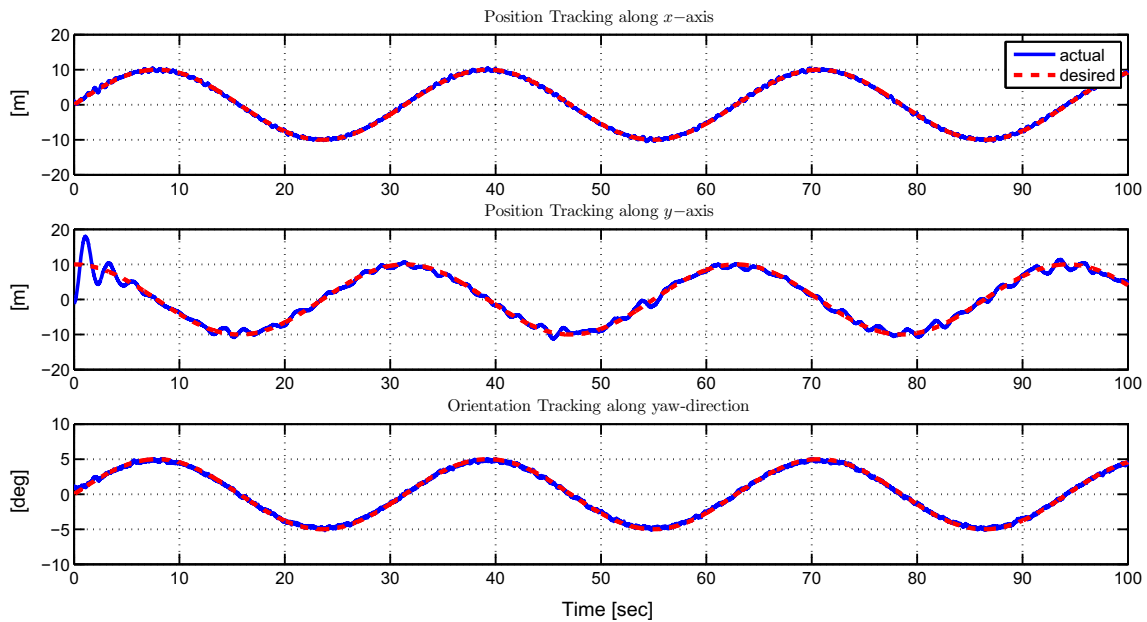 Position Tracking along x−axis
20
10
0
−10
−20
[m]
actual
desired
0 10 20 30 40 50 60 70 80 90 100
Position Tracking along y−axis
20
10
0
−10
−20
[m]
0 10 20 30 40 50 60 70 80 90 100
Orientation Tracking along yaw-direction
10
5
0
−5
−10
[deg]
0 10 20 30 40 50 60 70 80 90 100
Time [sec]